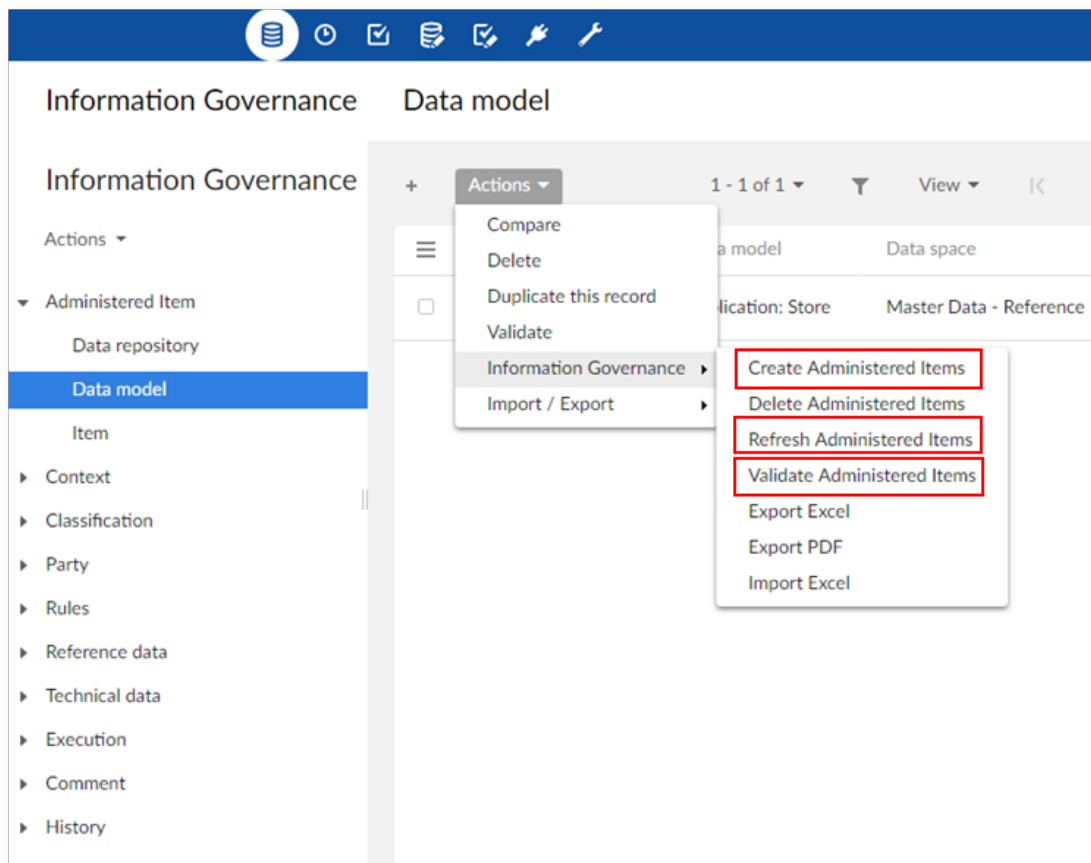 Information Governance
Data model
Information Governance
Actions
Administered Item
Data repository
Data model
Item
Context
Classification
Party
Rules
Reference data
Technical data
Execution
Comment
History
+ Actions 1 - 1 of 1 View
Compare
Delete
Duplicate this record
Validate
Information Governance
Import / Export
a model Data space
lication: Store Master Data - Reference
Create Administered Items
Delete Administered Items
Refresh Administered Items
Validate Administered Items
Export Excel
Export PDF
Import Excel